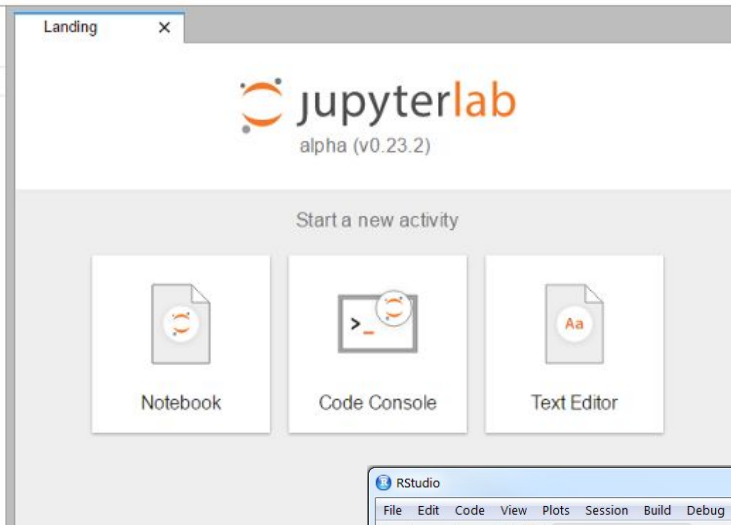 Landing X
jupyterlab
alpha (v0.23.2)
Start a new activity
>_ Aa
Notebook Code Console Text Editor
RStudio
File Edit Code View Plots Session Build Debug